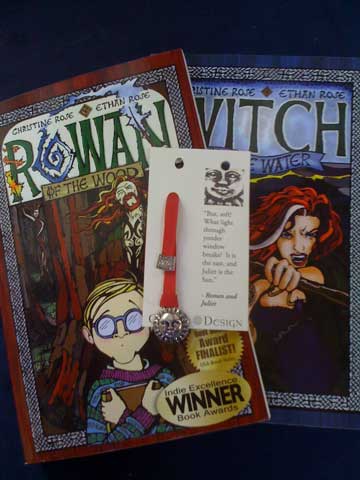 CHRISTINE ROSE ETHAN ROSE
ROWAN
OF THE WOOD
CHRISTINE ROSE ETHAN ROSE
WITCH
WATER
"But, soft!
What light
through
yonder
window
breaks? It is
the east, and
Juliet is the
Sun."
- Romeo and
Juliet
DESIGN
Award
FINALIST!
Indie Excellence
WINNER
Book Awards